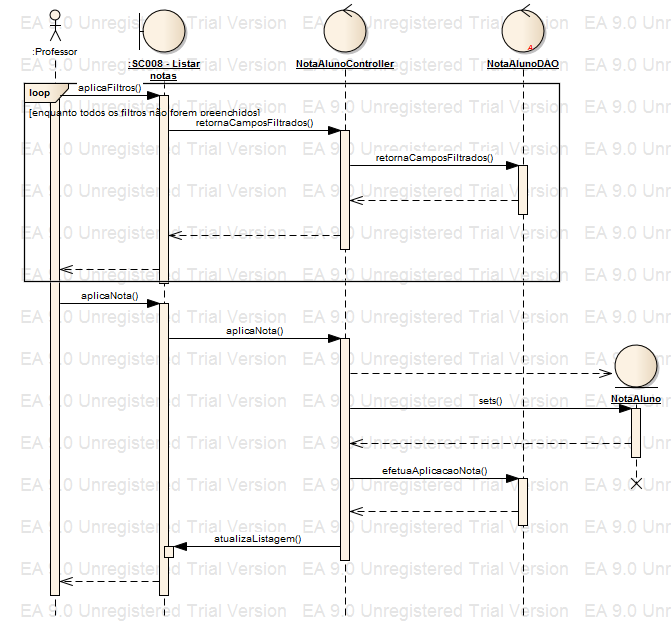 :Professor
:SC008 - Listar
notas
NotaAlunoController
NotaAlunoDAO
loop
aplicaFiltros()
[enquanto todos os filtros não forem preenchidos]
retornaCamposFiltrados()
retornaCamposFiltrados()
aplicaNota()
aplicaNota()
NotaAluno
sets()
efetuaAplicacaoNota()
atualizaListagem()
EA 9.0 Unregistered Trial Version